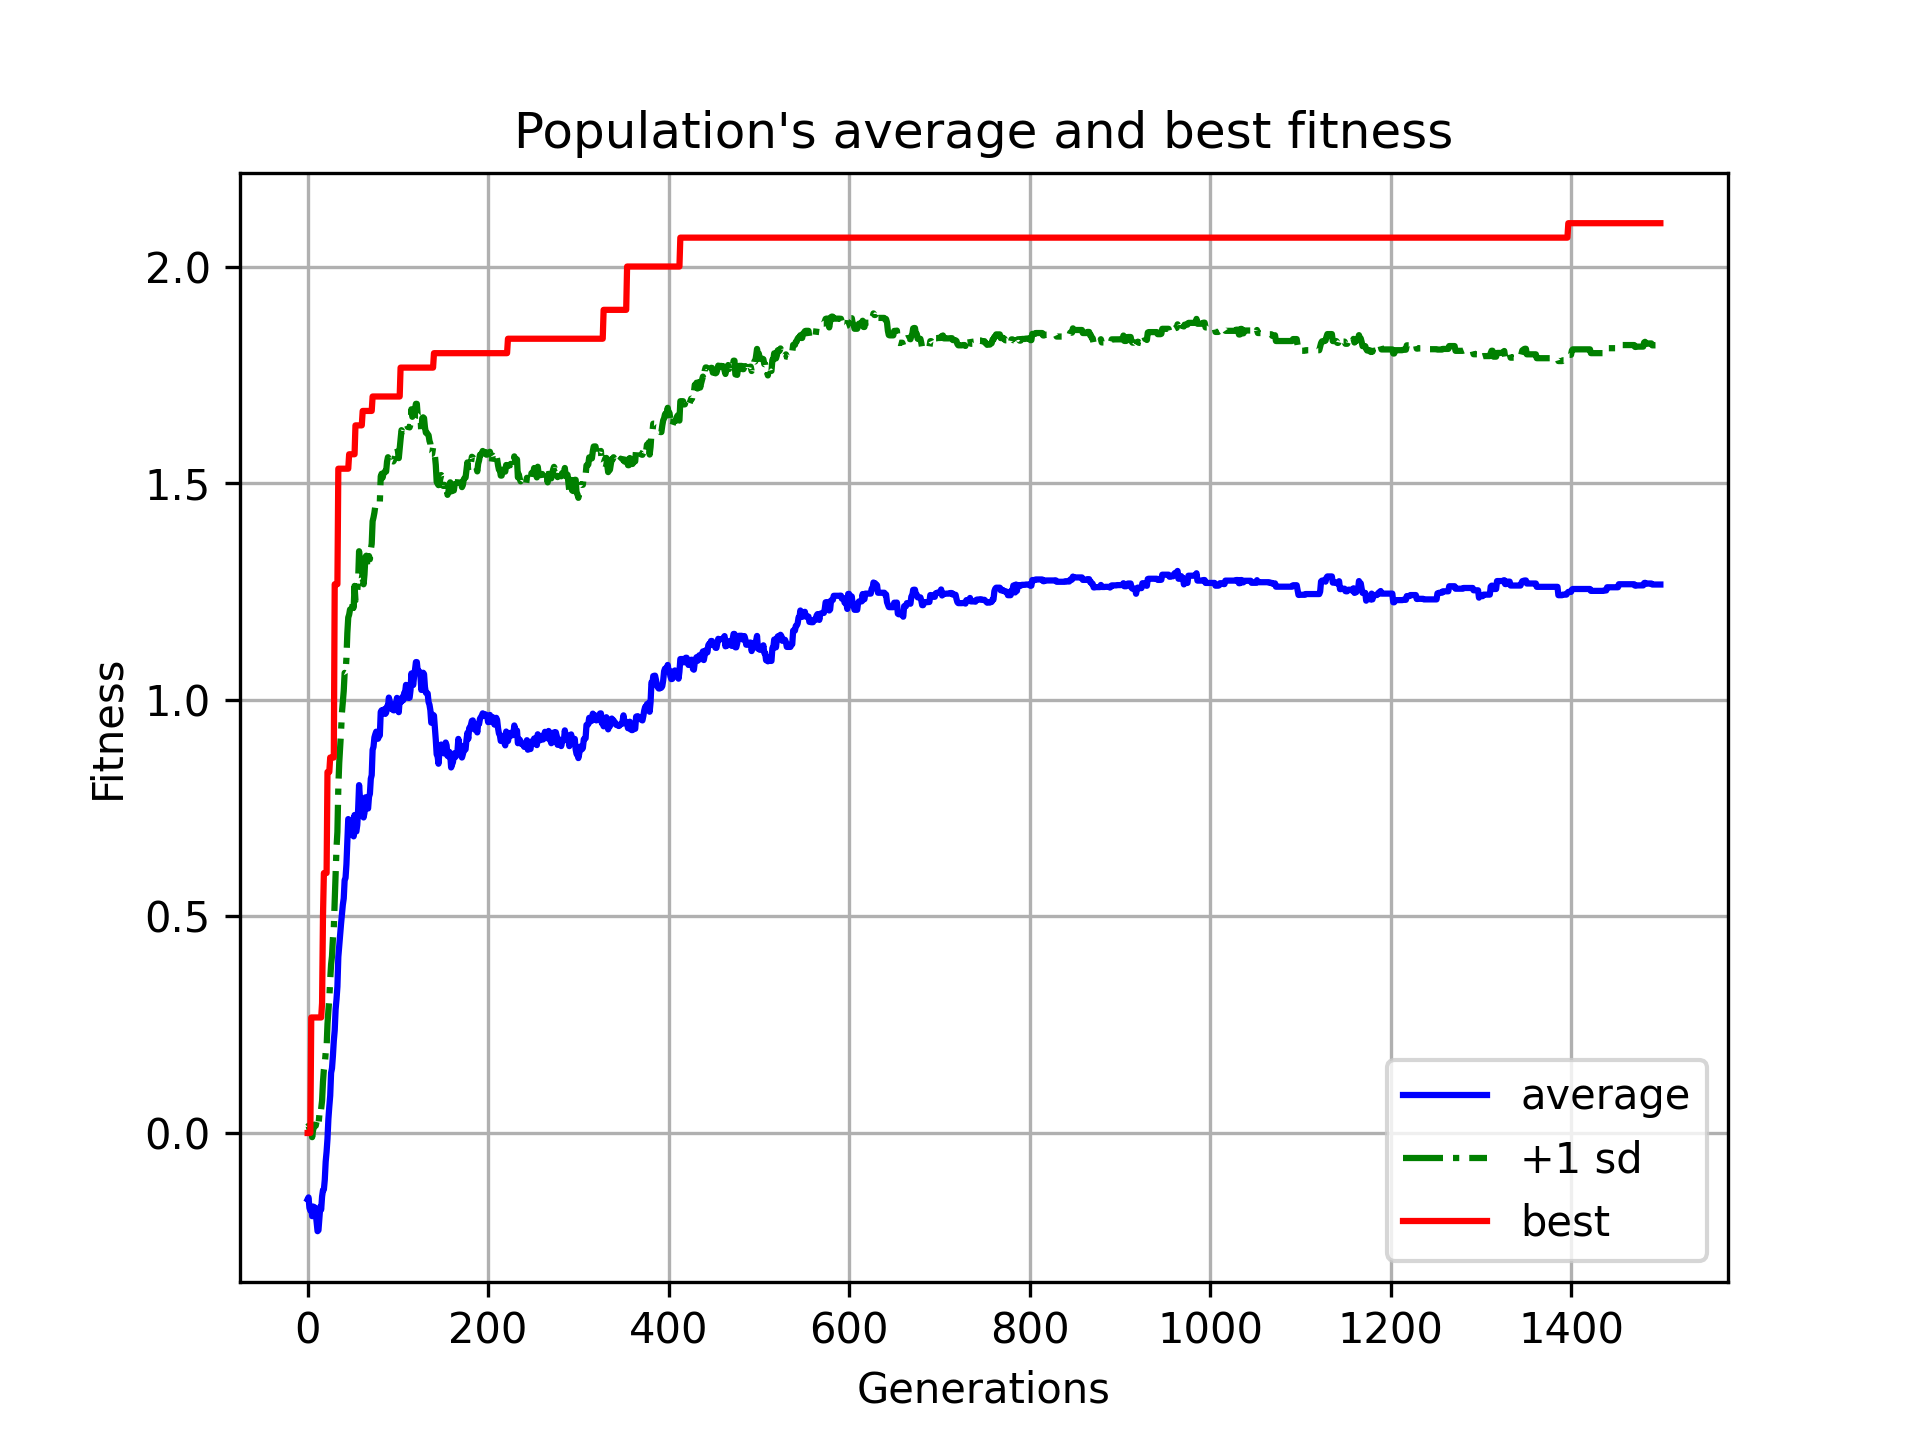 Population's average and best fitness
2.0
1.5
1.0
0.5
0.0
Fitness
average
+1 sd
best
0 200 400 600 800 1000 1200 1400
Generations